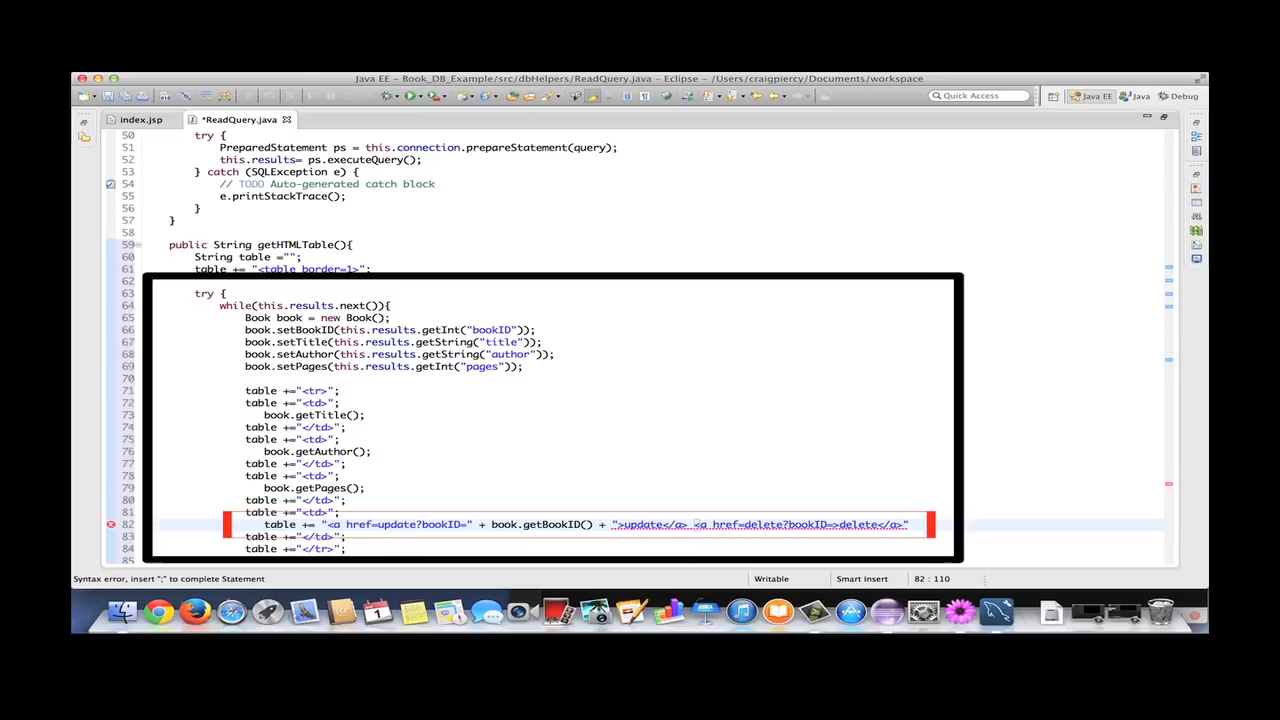 Java EE - Book_DB_Example/src/dbHelpers/ReadQuery.java - Eclipse - /Users/craigpiercy/Documents/workspace
Quick Access
Java EE
Java
Debug
index.jsp
*ReadQuery.java
50 try {
51 PreparedStatement ps = this.connection.prepareStatement(query);
52 this.results= ps.executeQuery();
53 } catch (SQLException e) {
54 // TODO Auto-generated catch block
55 e.printStackTrace();
56 }
57 }
58
59 public String getHTMLTable(){
60 String table ="";
61 table += "<table border=1>";
62
63 try {
64 while(this.results.next()){
65 Book book = new Book();
66 book.setBookID(this.results.getInt("bookID"));
67 book.setTitle(this.results.getString("title"));
68 book.setAuthor(this.results.getString("author"));
69 book.setPages(this.results.getInt("pages"));
70
71 table +="<tr>";
72 table +="<td>";
73 book.getTitle();
74 table +="</td>";
75 table +="<td>";
76 book.getAuthor();
77 table +="</td>";
78 table +="<td>";
79 book.getPages();
80 table +="</td>";
81 table +="<td>";
82 table += "<a href=update?bookID=" + book.getBookID() + ">update</a> <a href=delete?bookID=>delete</a>"
83 table +="</td>";
84 table +="</tr>";
85
Syntax error, insert ";" to complete Statement
Writable
Smart Insert
82 : 110